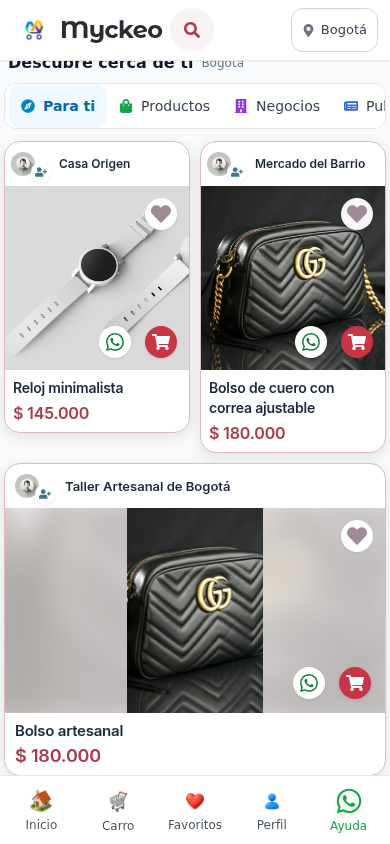 Myckeo
Bogotá
Descubre cerca de ti Bogotá
Para ti
Productos
Negocios
Casa Origen
Mercado del Barrio
Reloj minimalista
$ 145.000
Bolso de cuero con
correa ajustable
$ 180.000
Taller Artesanal de Bogotá
Bolso artesanal
$ 180.000
Inicio
Carro
Favoritos
Perfil
Ayuda